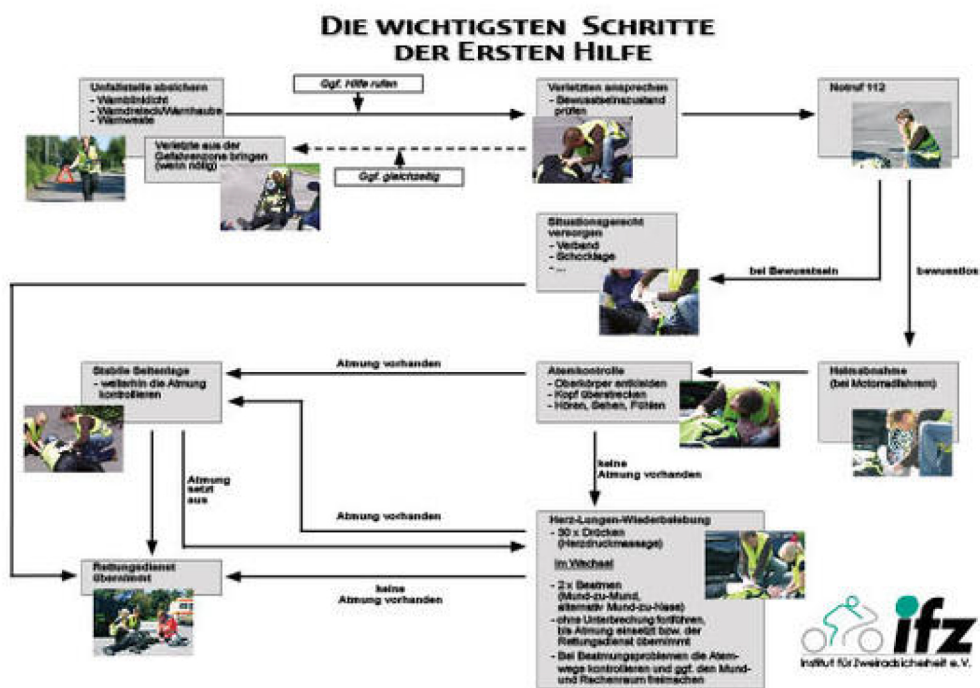 DIE WICHTIGSTEN SCHRITTE
DER ERSTEN HILFE
Unfallstelle absichern
- Warnblinklicht
- Warndreieck/Warnhaube
- Warnweste
Verletzte aus der
Gefahrenzone bringen
(wenn nötig)
Ggf. Hilfe rufen
Ggf. gleichzeitig
Verletzten ansprechen
- Bewusstseinszustand
prüfen
Notruf 112
Situationsgerecht
versorgen
- Verband
- Schocklage
- ...
bei Bewusstsein
bewusstlos
Helmabnahme
(bei Motorradfahrern)
Atemkontrolle
- Oberkörper entkleiden
- Kopf überstrecken
- Hören, Sehen, Fühlen
Atmung vorhanden
Stabile Seitenlage
- weiterhin die Atmung
kontrollieren
Atmung
setzt
aus
keine
Atmung vorhanden
Atmung vorhanden
Herz-Lungen-Wiederbelebung
- 30 x Drücken
(Herzdruckmassage)
im Wechsel
- 2 x Beatmen
(Mund-zu-Mund,
alternativ Mund-zu-Nase)
- ohne Unterbrechung fortführen,
bis Atmung einsetzt bzw. der
Rettungsdienst übernimmt
- Bei Beatmungsproblemen die Atem-
wege kontrollieren und ggf. den Mund-
und Rachenraum freimachen
keine
Atmung vorhanden
Rettungsdienst
übernimmt
ifz
Institut für Zweiradsicherheit e.V.